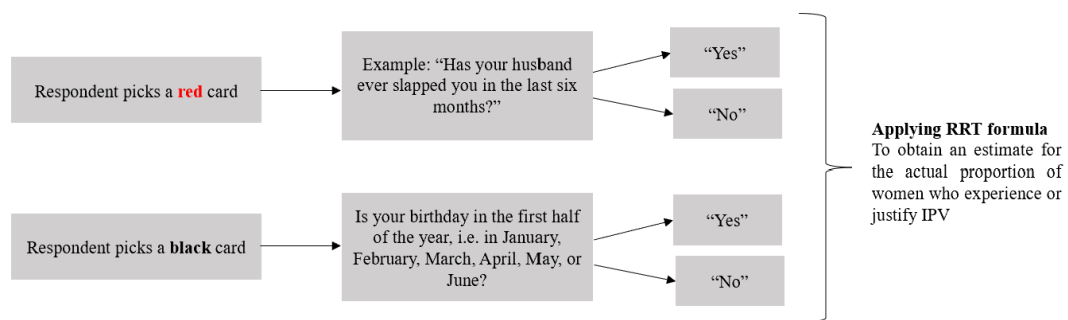 Respondent picks a red card
Example: “Has your husband
ever slapped you in the last six
months?”
“Yes”
“No”
Respondent picks a black card
Is your birthday in the first half
of the year, i.e. in January,
February, March, April, May, or
June?
“Yes”
“No”
Applying RRT formula
To obtain an estimate for
the actual proportion of
women who experience or
justify IPV